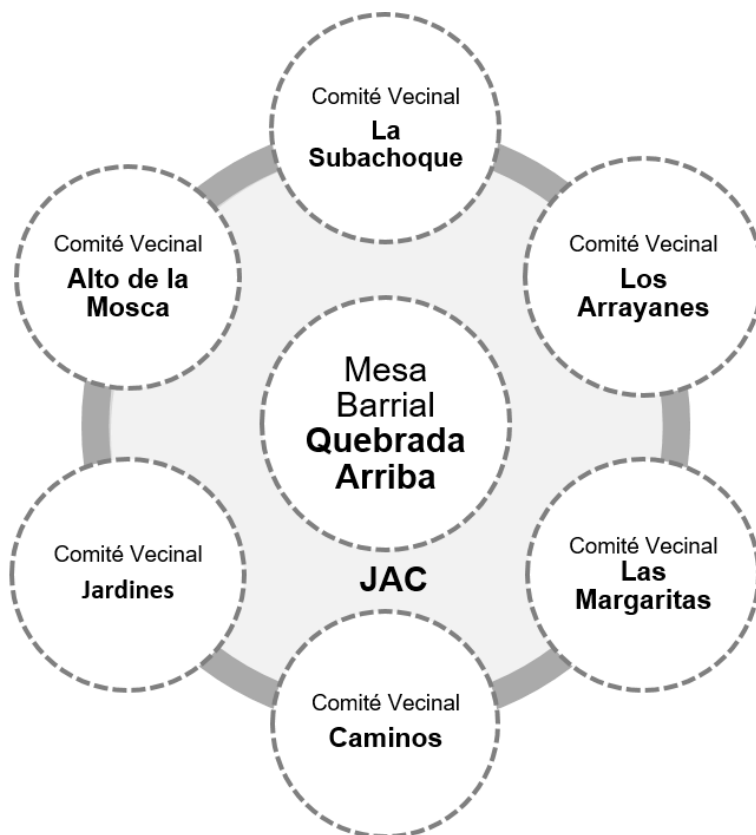 Comité Vecinal
La
Subachoque
Comité Vecinal
Alto de la
Mosca
Comité Vecinal
Los
Arrayanes
Mesa
Barrial
Quebrada
Arriba
Comité Vecinal
Jardines
JAC
Comité Vecinal
Las
Margaritas
Comité Vecinal
Caminos